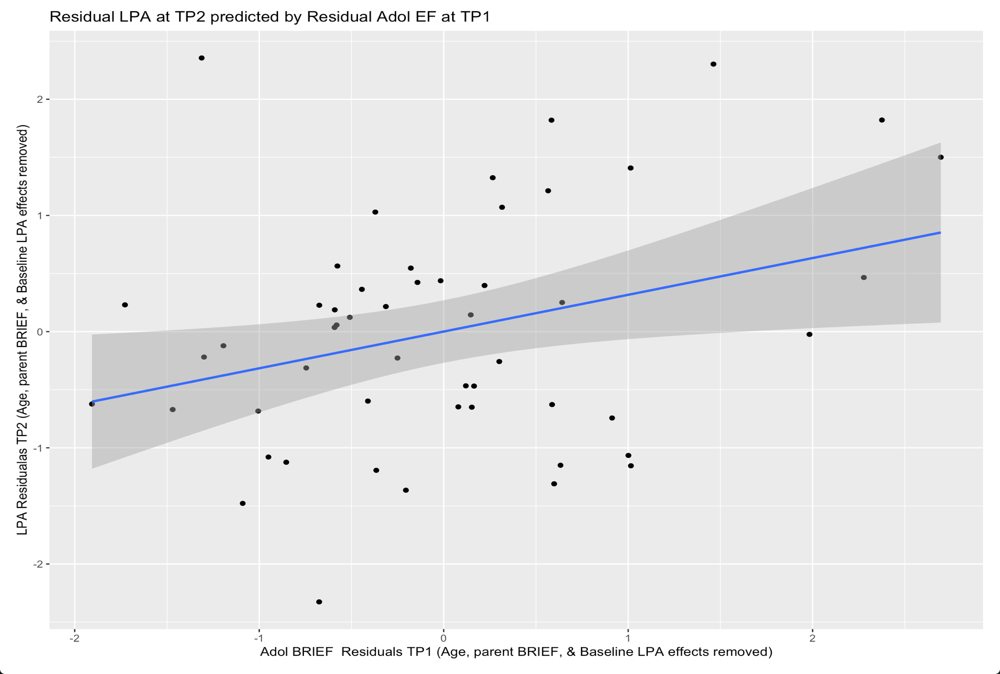 Residual LPA at TP2 predicted by Residual Adol EF at TP1
LPA Residualas TP2 (Age, parent BRIEF, & Baseline LPA effects removed)
2
1
0
-1
-2
-2 -1 0 1 2
Adol BRIEF  Residuals TP1 (Age, parent BRIEF, & Baseline LPA effects removed)